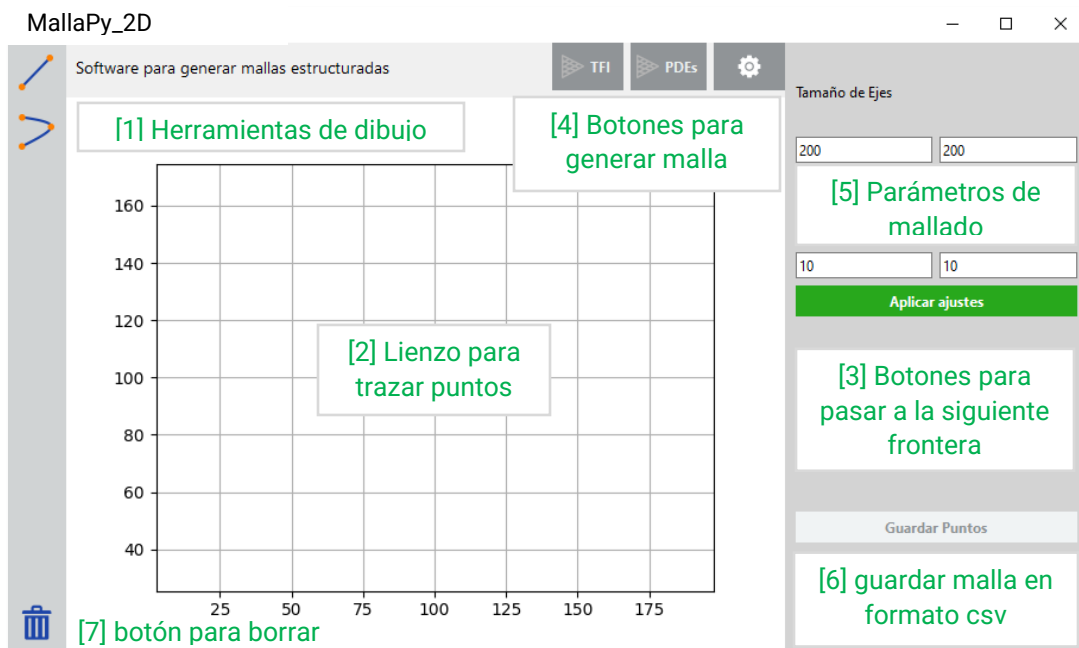 MallaPy_2D
Software para generar mallas estructuradas
TFI
PDEs
Tamaño de Ejes
[1] Herramientas de dibujo
[4] Botones para
generar malla
200
200
[5] Parámetros de
mallado
10
10
Aplicar ajustes
160
140
120
100
80
60
40
[2] Lienzo para
trazar puntos
[3] Botones para
pasar a la siguiente
frontera
Guardar Puntos
[6] guardar malla en
formato csv
25
50
75
100
125
150
175
[7] botón para borrar